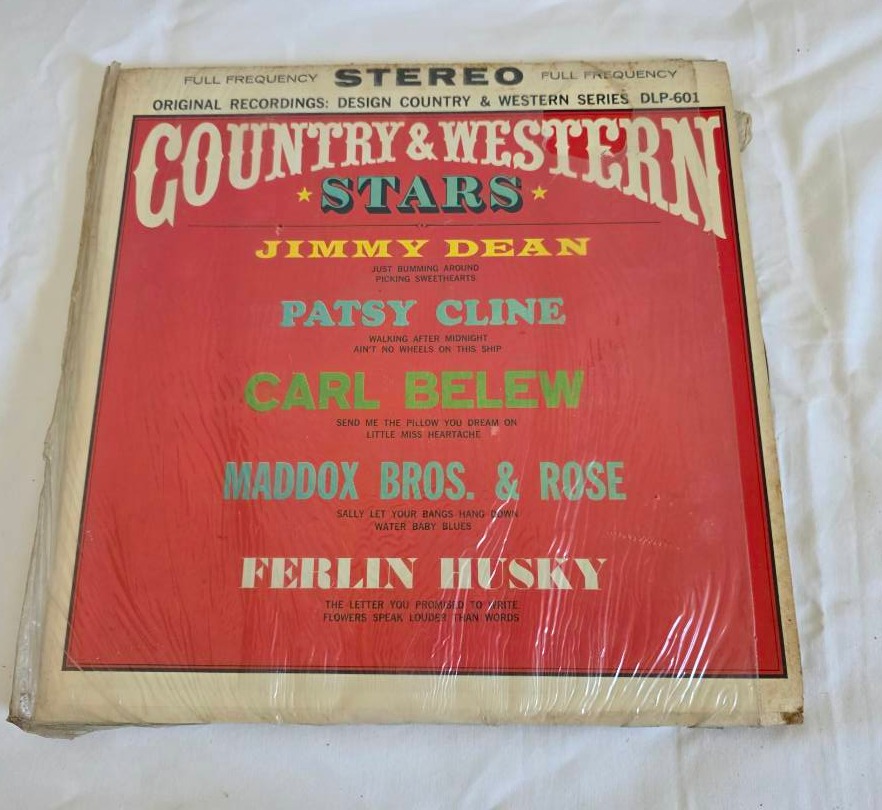 FULL FREQUENCY STEREO FULL FREQUENCY
ORIGINAL RECORDINGS: DESIGN COUNTRY & WESTERN SERIES DLP-601
COUNTRY & WESTERN
STARS
JIMMY DEAN
JUST BUMMING AROUND
PICKING SWEETHEARTS
PATSY CLINE
WALKING AFTER MIDNIGHT
AIN'T NO WHEELS ON THIS SHIP
CARL BELEW
SEND ME THE PILLOW YOU DREAM ON
LITTLE MISS HEARTACHE
MADDOX BROS. & ROSE
SALLY LET YOUR BANGS HANG DOWN
WATER BABY BLUES
FERLIN HUSKY
THE LETTER YOU PROMISED TO WRITE
FLOWERS SPEAK LOUDER THAN WORDS